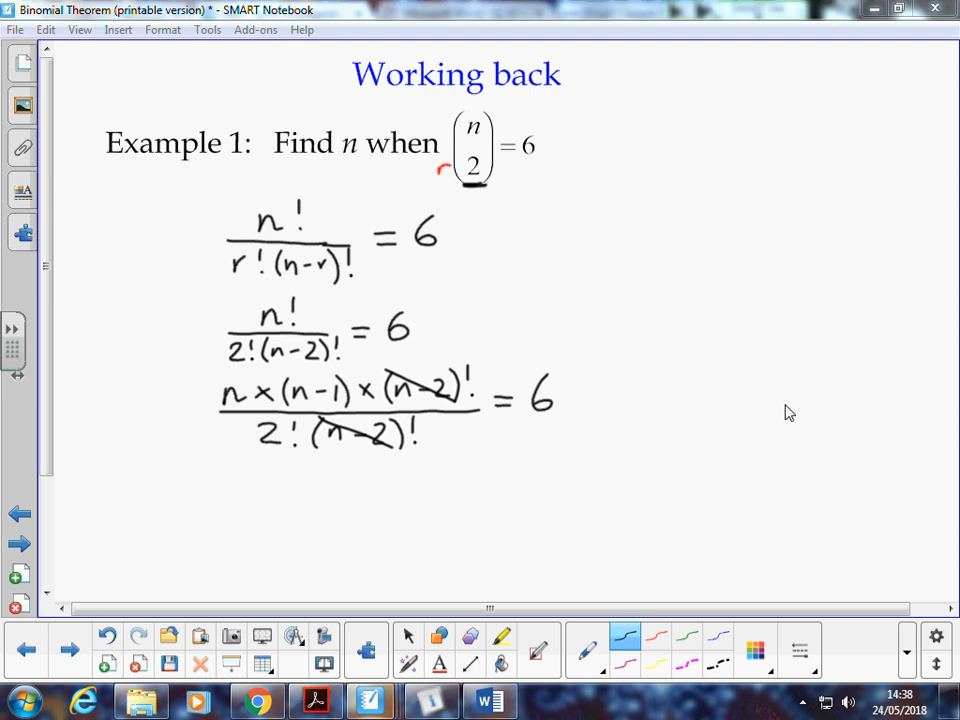 Binomial Theorem (printable version) * - SMART Notebook
File Edit View Insert Format Tools Add-ons Help
Working back
Example 1: Find n when (n 2) = 6
r
n!
r!(n-r)! = 6
n!
2!(n-2)! = 6
n × (n-1) × (n-2)! = 6
2!(n-2)!
14:38
24/05/2018